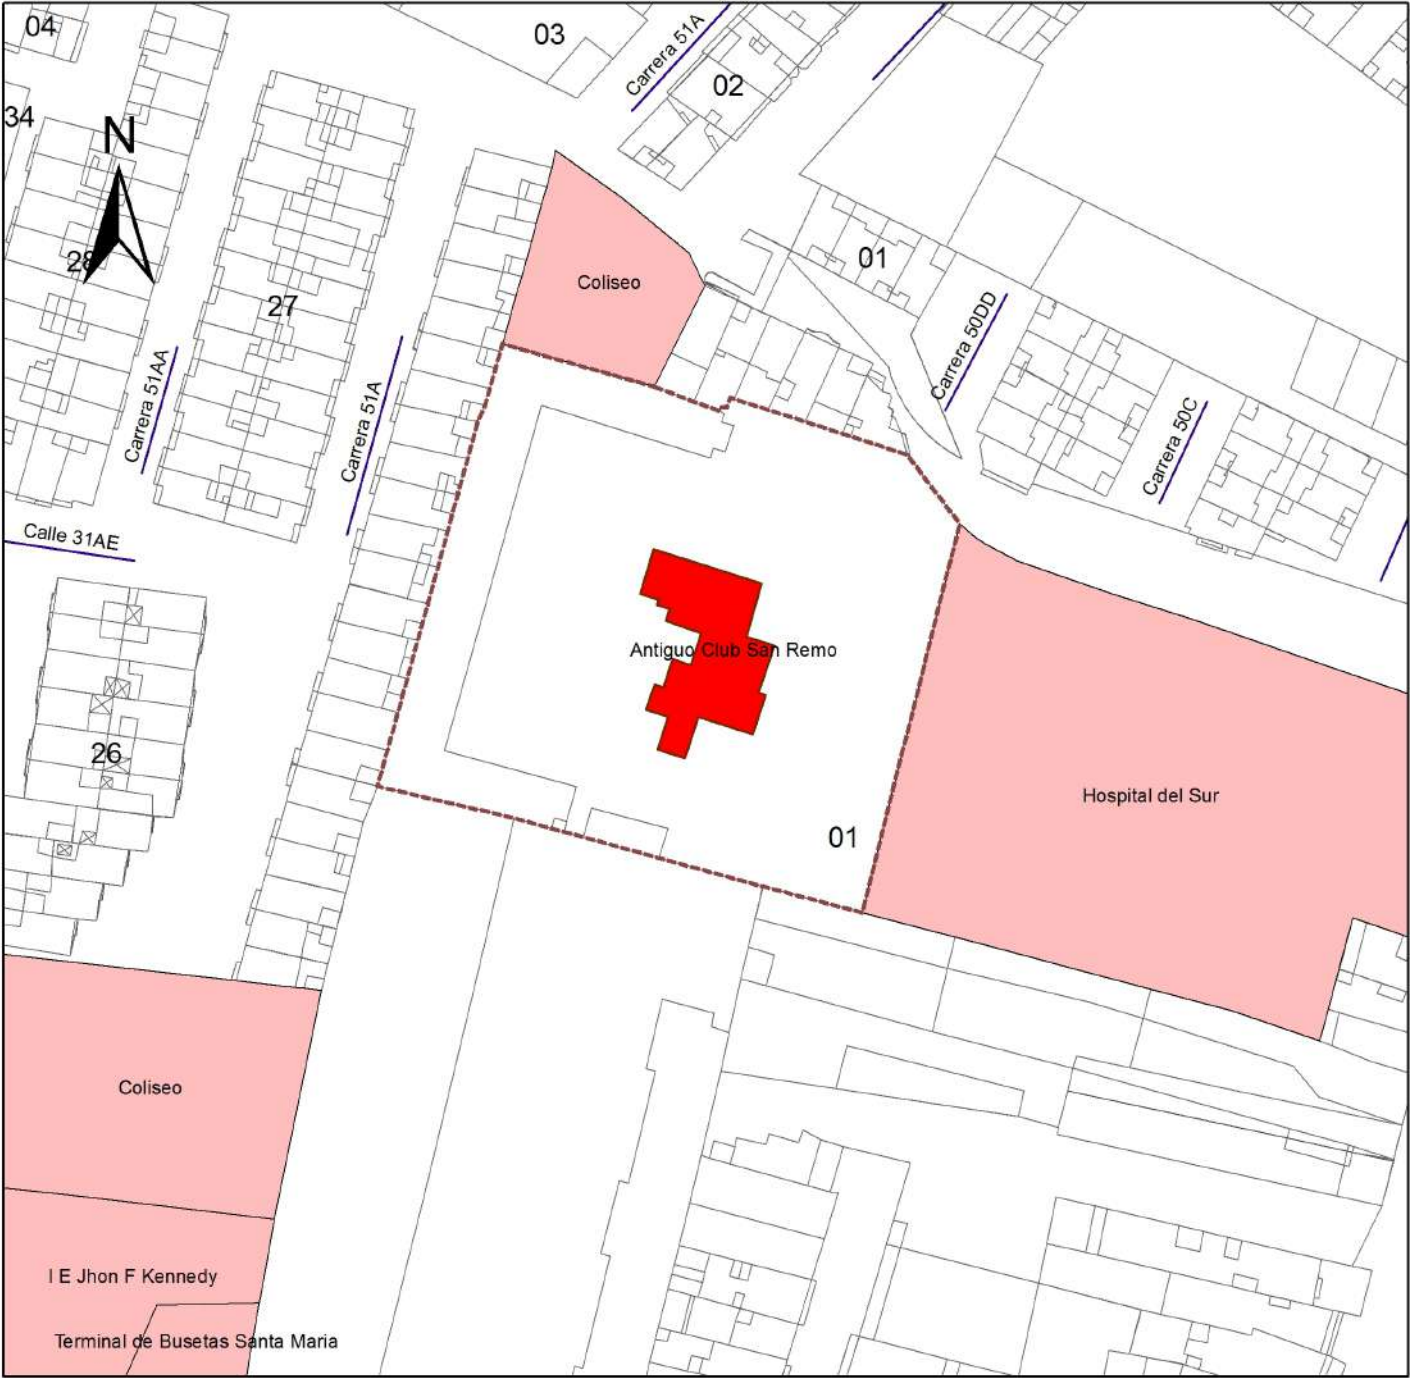 04
03
Carrera 51A
02
34
N
28
01
Coliseo
27
Carrera 50DD
Carrera 51AA
Carrera 51A
Carrera 50C
Calle 31AE
Antiguo Club San Remo
26
Hospital del Sur
01
Coliseo
I E Jhon F Kennedy
Terminal de Busetas Santa Maria